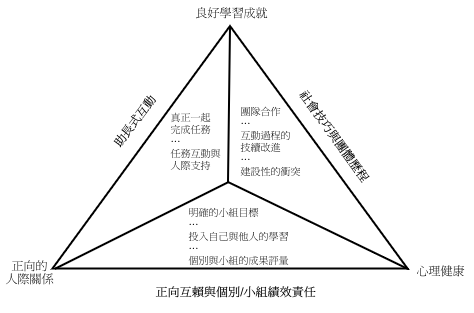 良好學習成就
助長式互動
社會技巧與團體歷程
真正一起
完成任務
…
任務互動與
人際支持
團隊合作
…
互動過程的
技續改進
…
建設性的衝突
明確的小組目標
…
投入自己與他人的學習
…
個別與小組的成果評量
正向的
人際關係
心理健康
正向互賴與個別/小組績效責任